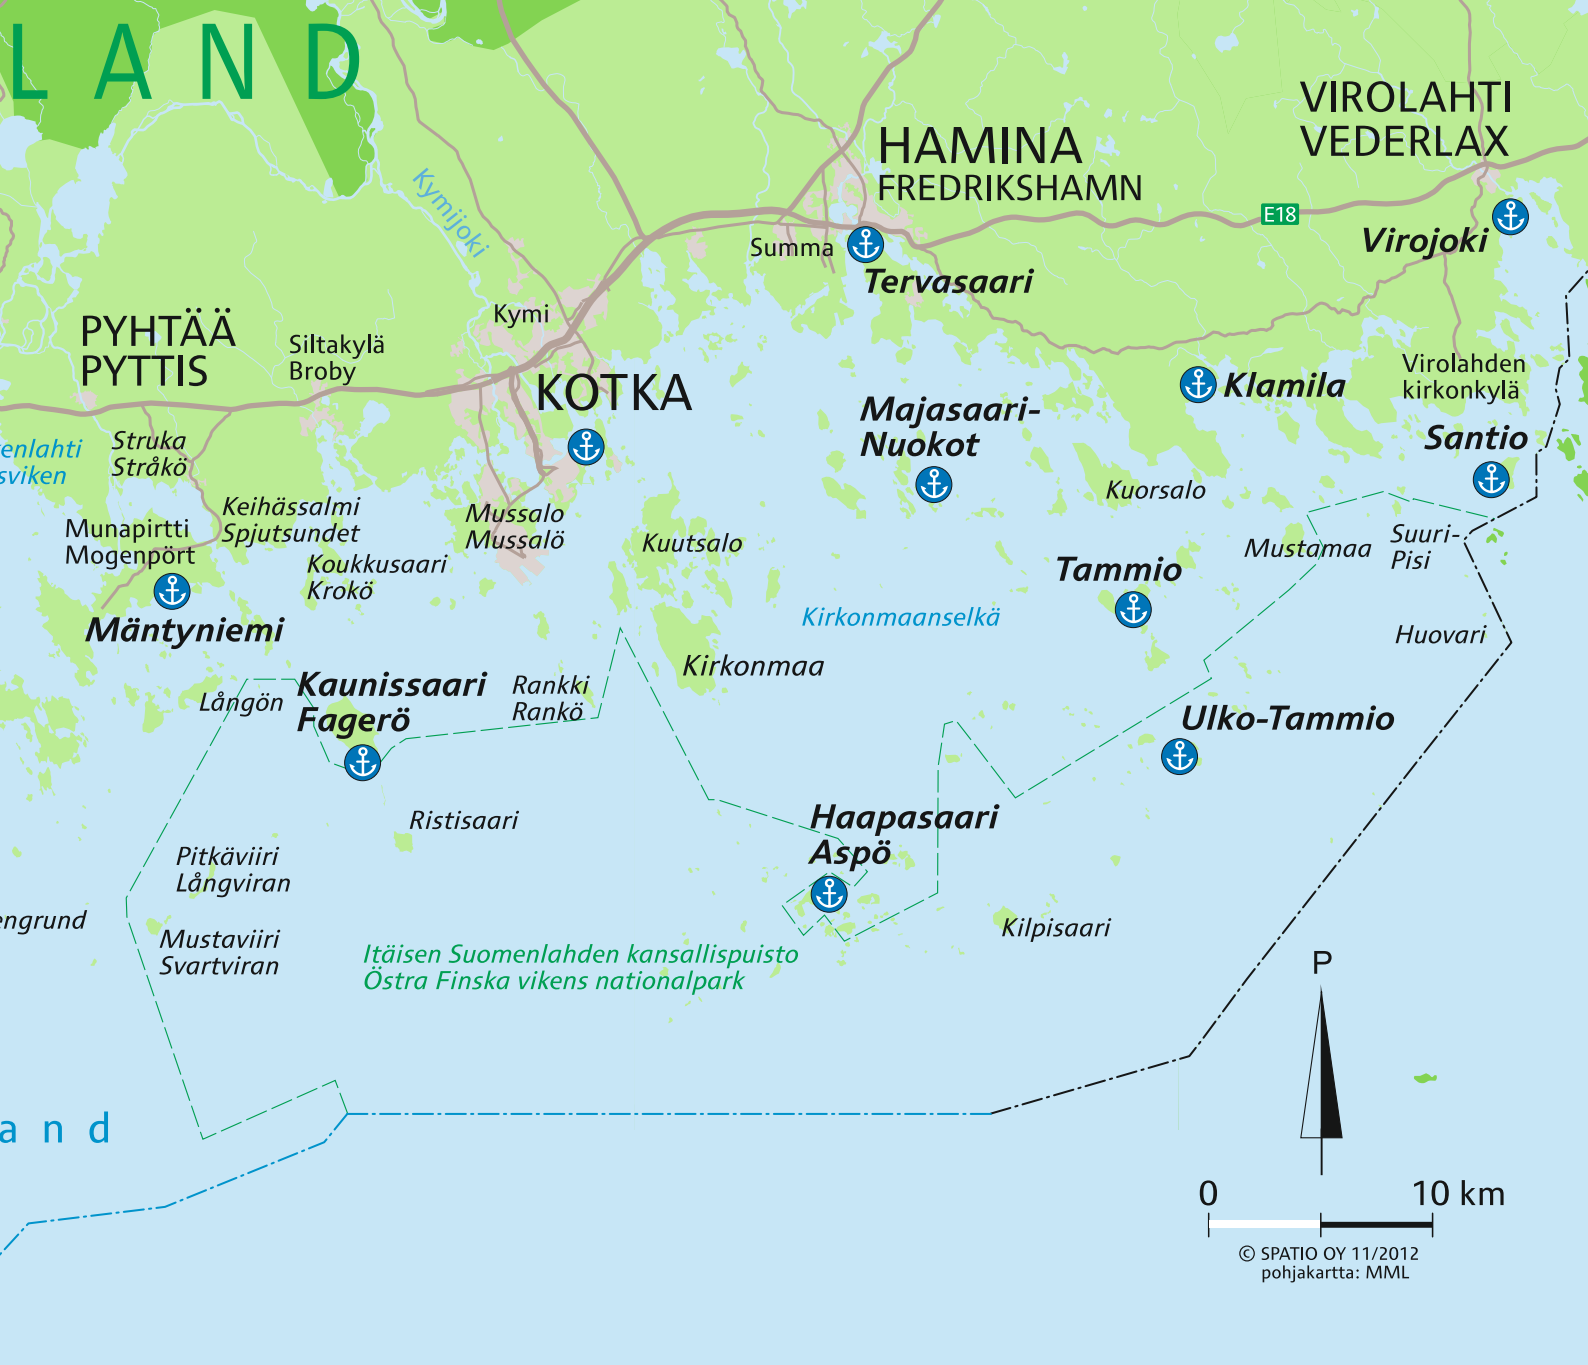 LAND
VIROLAHTI
VEDERLAX
HAMINA
FREDRIKSHAMN
Kymijoki
E18
Virojoki
Summa
Tervasaari
Kymi
PYHTÄÄ
PYTTIS
Siltakylä
Broby
KOTKA
Virolahden
kirkonkylä
Klamila
Majasaari-
Nuokot
Santio
enlahti
sviken
Struka
Stråkö
Kuorsalo
Keihässalmi
Spjutsundet
Mussalo
Mussalö
Munapirtti
Mogenpört
Kuutsalo
Mustamaa
Suuri-
Pisi
Koukkusaari
Krokö
Tammio
Kirkonmaanselkä
Mäntyniemi
Huovari
Kirkonmaa
Långön
Kaunissaari
Fagerö
Rankki
Rankö
Ulko-Tammio
Ristisaari
Haapasaari
Aspö
Pitkäviiri
Långviran
engrund
Mustaviiri
Svartviran
Kilpisaari
Itäisen Suomenlahden kansallispuisto
Östra Finska vikens nationalpark
P
and
0 10 km
© SPATIO OY 11/2012
pohjakartta: MML